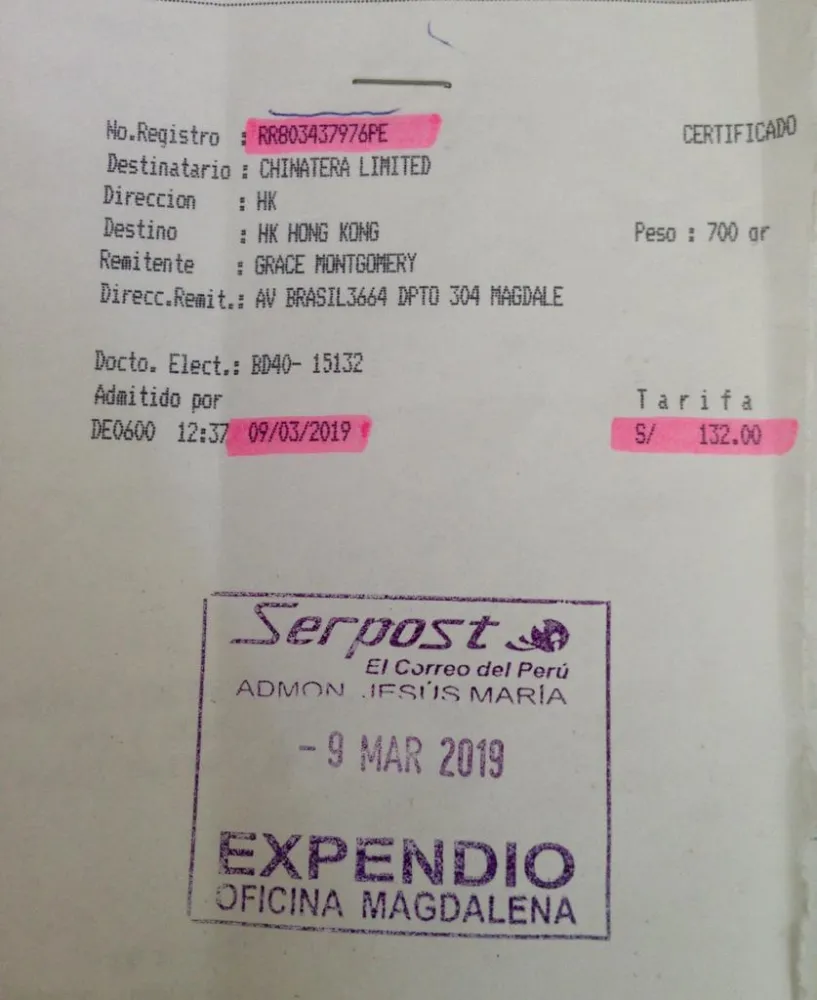 No.Registro : RR803437976PE CERTIFICADO
Destinatario : CHINATERA LIMITED
Direccion : HK
Destino : HK HONG KONG Peso : 700 gr
Remitente : GRACE MONTGOMERY
Direcc.Remit.: AV BRASIL3664 DPTO 304 MAGDALE
Docto. Elect.: BD40- 15132
Admitido por Tarifa
DE0600 12:37 09/03/2019 S/ 132.00
Serpost
El Correo del Perú
ADMON. JESÚS MARÍA
- 9 MAR 2019
EXPENDIO
OFICINA MAGDALENA